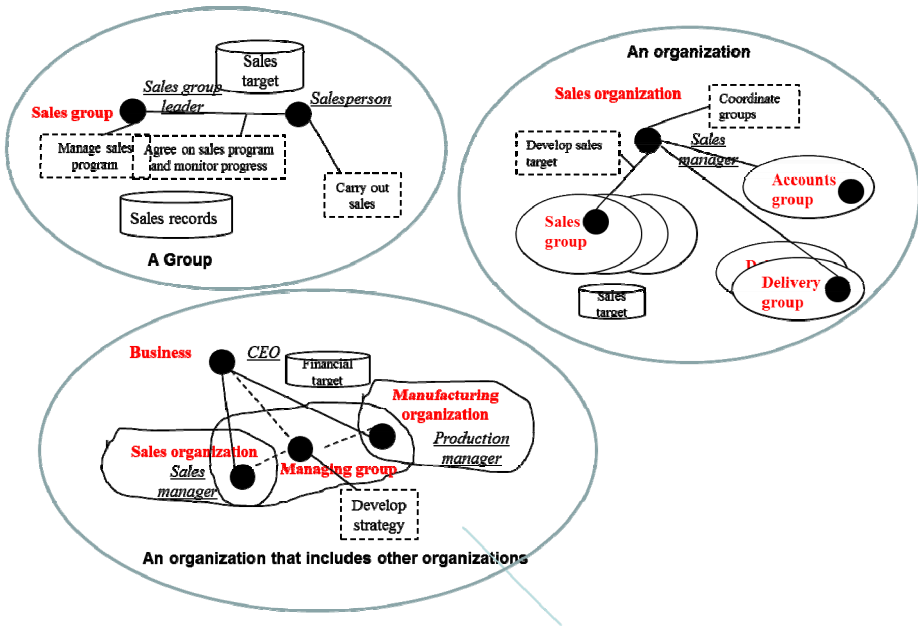 Sales
target
Sales group
leader
Salesperson
Sales group
Manage sales
program
Agree on sales program
and monitor progress
Carry out
sales
Sales records
A Group
An organization
Sales organization
Coordinate
groups
Develop sales
target
Sales
manager
Accounts
group
Sales
group
Delivery
group
Sales
target
Business
CEO
Financial
target
Manufacturing
organization
Production
manager
Sales organization
Sales
manager
Managing group
Develop
strategy
An organization that includes other organizations